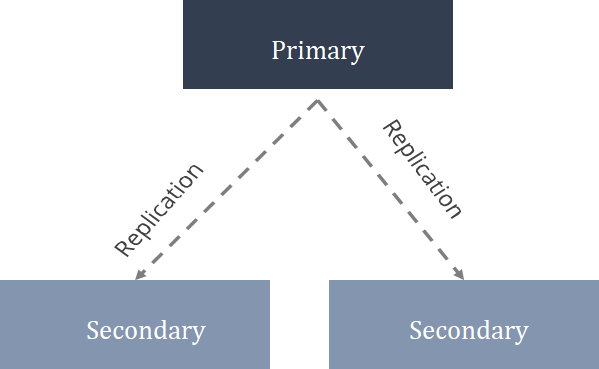 Primary
Replication
Replication
Secondary
Secondary